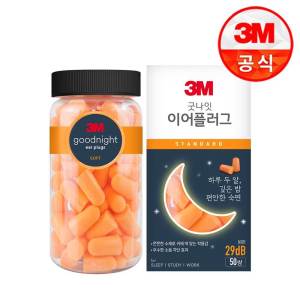 3M
공식
3M
goodnight
ear plugs
SOFT
3M
굿나잇
이어플러그
STANDARD
하루 두 알,
깊은 밤
편안한 숙면
29dB
50쌍
SLEEP | STUDY | WORK